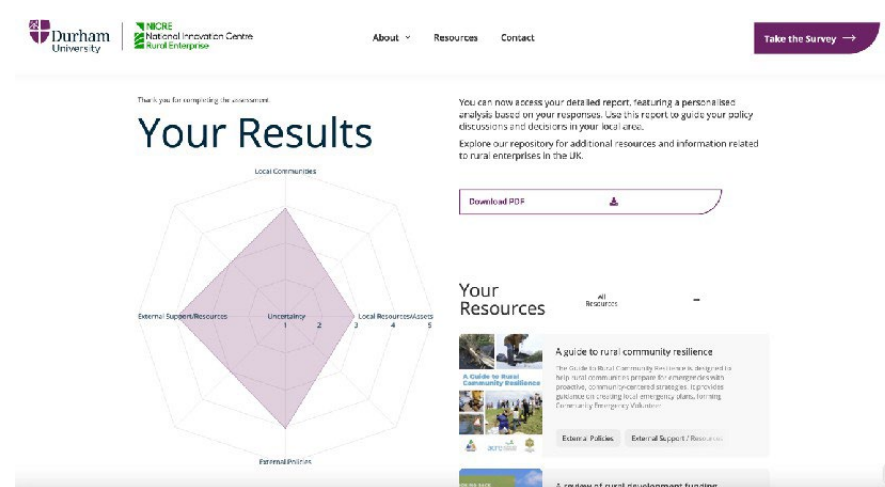 Durham
University
NICRE
National Innovation Centre
Rural Enterprise
About
Resources
Contact
Take the Survey →
Thank you for completing the assessment.
Your Results
Local Communities
External Support/Resources
Uncertainty
Local Resources/Assets
1 2 3 4 5
External Policies
You can now access your detailed report, featuring a personalised
analysis based on your responses. Use this report to guide your policy
discussions and decisions in your local area.
Explore our repository for additional resources and information related
to rural enterprises in the UK.
Download PDF
Your
Resources
All
Resources
A Guide to Rural
Community Resilience
acre
A guide to rural community resilience
The Guide to Rural Community Resilience is designed to
help rural communities prepare for emergencies with
proactive, community-centered strategies. It provides
guidance on creating local emergency plans, forming
Community Emergency Volunteer
External Policies
External Support / Resources
A review of rural development funding